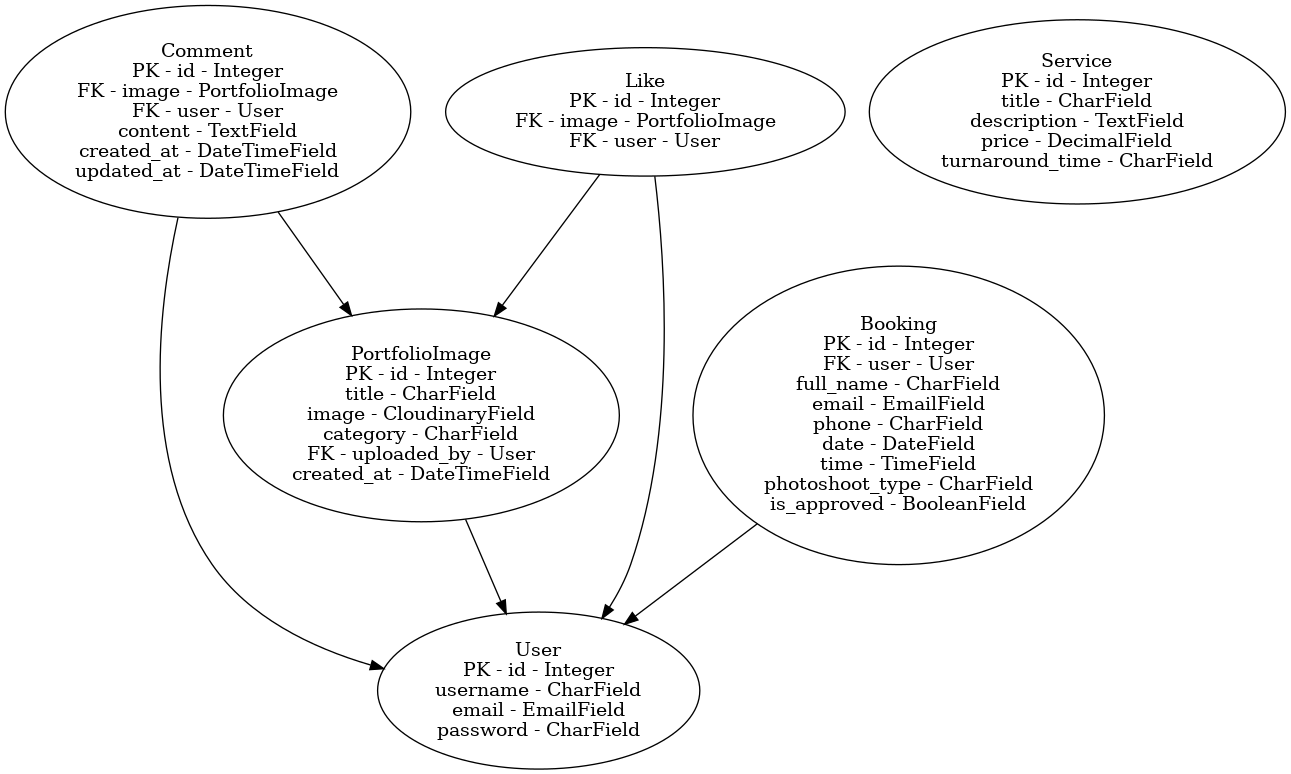 Comment
PK - id - Integer
FK - image - PortfolioImage
FK - user - User
content - TextField
created_at - DateTimeField
updated_at - DateTimeField
Like
PK - id - Integer
FK - image - PortfolioImage
FK - user - User
Service
PK - id - Integer
title - CharField
description - TextField
price - DecimalField
turnaround_time - CharField
PortfolioImage
PK - id - Integer
title - CharField
image - CloudinaryField
category - CharField
FK - uploaded_by - User
created_at - DateTimeField
Booking
PK - id - Integer
FK - user - User
full_name - CharField
email - EmailField
phone - CharField
date - DateField
time - TimeField
photoshoot_type - CharField
is_approved - BooleanField
User
PK - id - Integer
username - CharField
email - EmailField
password - CharField